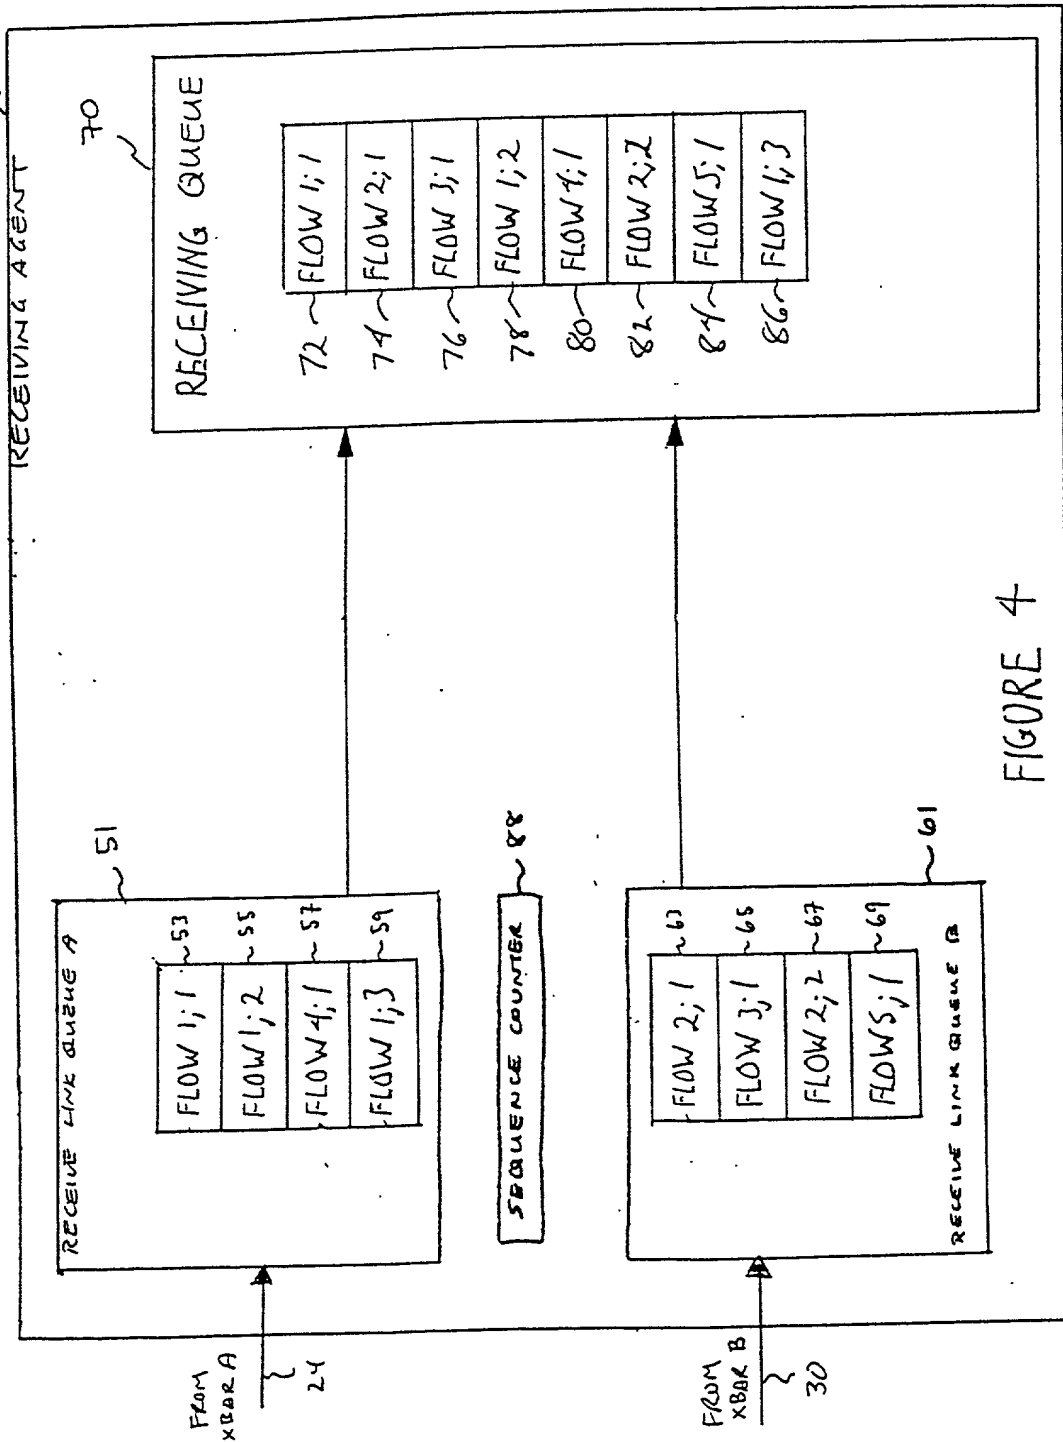 RECEIVING AGENT
FROM
XBAR A
24
RECEIVE LINK QUEUE A
51
FLOW 1; 1
53
FLOW 1; 2
55
FLOW 4; 1
57
FLOW 1; 3
59
SEQUENCE COUNTER
88
FROM
XBAR B
30
FLOW 2; 1
63
FLOW 3; 1
65
FLOW 2; 2
67
FLOW 5; 1
69
RECEIVE LINK QUEUE B
61
RECEIVING QUEUE
70
72
FLOW 1; 1
74
FLOW 2; 1
76
FLOW 3; 1
78
FLOW 1; 2
80
FLOW 4; 1
82
FLOW 2; 2
84
FLOW 5; 1
86
FLOW 1; 3
FIGURE 4